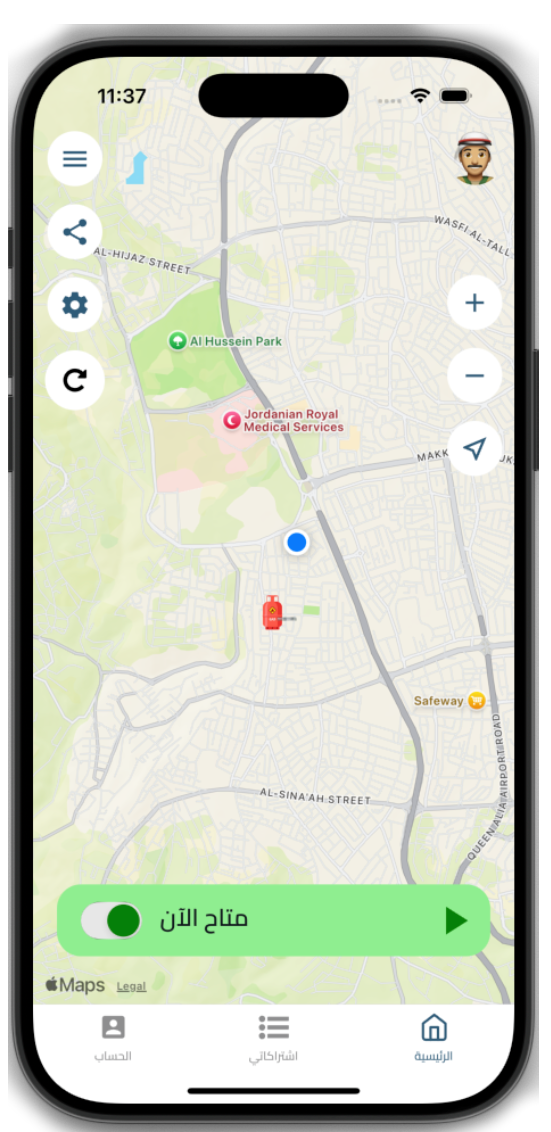 11:37
WASFI AL-TALL
AL-HIJAZ STREET
Al Hussein Park
Jordanian Royal
Medical Services
MAKK
Safeway
QUEEN ALIA AIRPORT ROAD
AL-SINA'AH STREET
متاح الآن
Maps Legal
الرئيسية
اشتراكاتي
الحساب